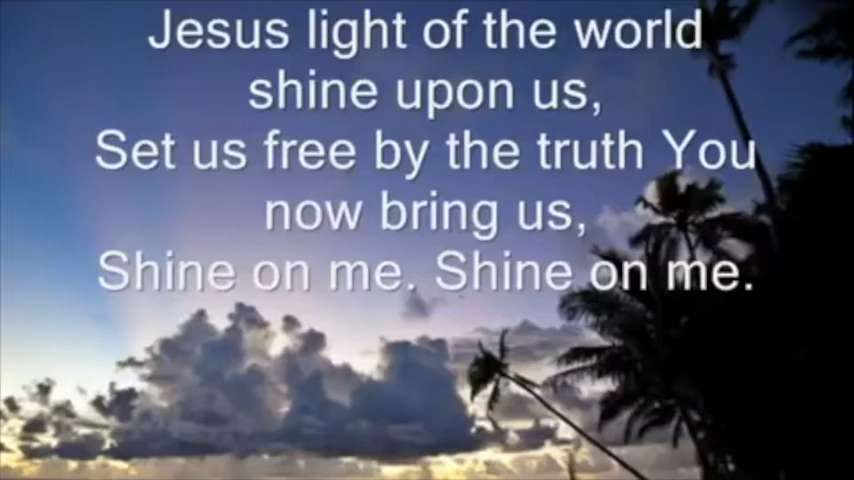 Jesus light of the world
shine upon us,
Set us free by the truth You
now bring us,
Shine on me. Shine on me.